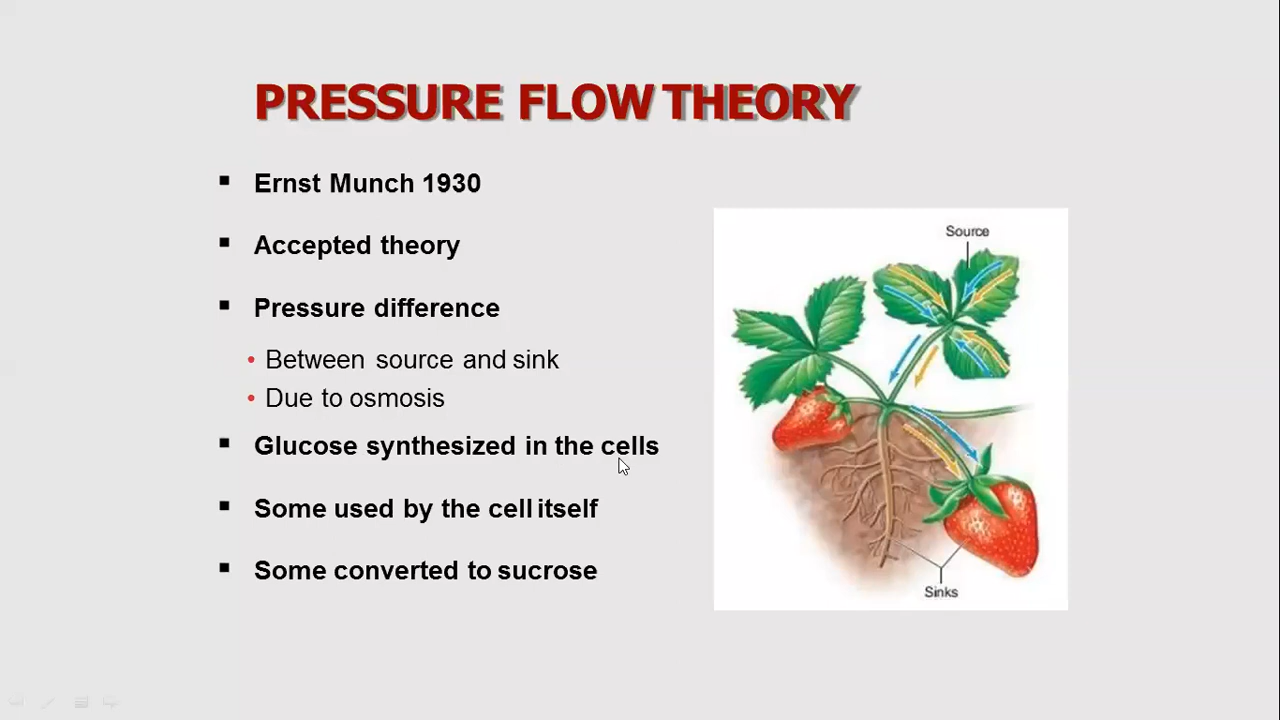 PRESSURE FLOW THEORY
Ernst Munch 1930
Accepted theory
Pressure difference
Between source and sink
Due to osmosis
Glucose synthesized in the cells
Some used by the cell itself
Some converted to sucrose
Source
Sinks